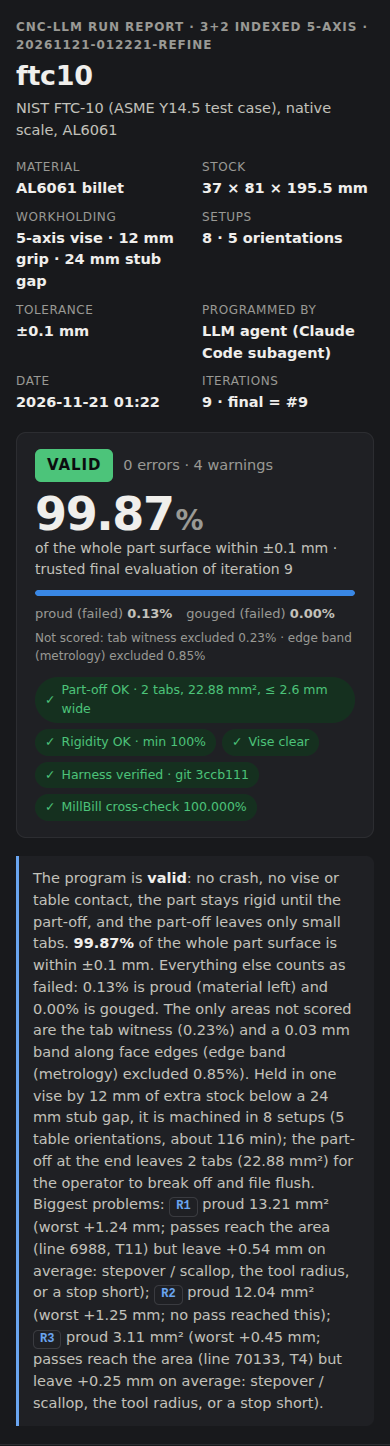 CNC-LLM RUN REPORT · 3+2 INDEXED 5-AXIS ·
20261121-012221-REFINE
ftc10
NIST FTC-10 (ASME Y14.5 test case), native
scale, AL6061
MATERIAL
AL6061 billet
STOCK
37 × 81 × 195.5 mm
WORKHOLDING
5-axis vise · 12 mm
grip · 24 mm stub
gap
SETUPS
8 · 5 orientations
TOLERANCE
±0.1 mm
PROGRAMMED BY
LLM agent (Claude
Code subagent)
DATE
2026-11-21 01:22
ITERATIONS
9 · final = #9
VALID 0 errors · 4 warnings
99.87%
of the whole part surface within ±0.1 mm ·
trusted final evaluation of iteration 9
proud (failed) 0.13% gouged (failed) 0.00%
Not scored: tab witness excluded 0.23% · edge band
(metrology) excluded 0.85%
✓ Part-off OK · 2 tabs, 22.88 mm², ≤ 2.6 mm
wide
✓ Rigidity OK · min 100% ✓ Vise clear
✓ Harness verified · git 3ccb111
✓ MillBill cross-check 100.000%
The program is valid: no crash, no vise or
table contact, the part stays rigid until the
part-off, and the part-off leaves only small
tabs. 99.87% of the whole part surface is
within ±0.1 mm. Everything else counts as
failed: 0.13% is proud (material left) and
0.00% is gouged. The only areas not scored
are the tab witness (0.23%) and a 0.03 mm
band along face edges (edge band
(metrology) excluded 0.85%). Held in one
vise by 12 mm of extra stock below a 24
mm stub gap, it is machined in 8 setups (5
table orientations, about 116 min); the part-
off at the end leaves 2 tabs (22.88 mm²) for
the operator to break off and file flush.
Biggest problems: R1 proud 13.21 mm²
(worst +1.24 mm; passes reach the area
(line 6988, T11) but leave +0.54 mm on
average: stepover / scallop, the tool radius,
or a stop short); R2 proud 12.04 mm²
(worst +1.25 mm; no pass reached this);
R3 proud 3.11 mm² (worst +0.45 mm;
passes reach the area (line 70133, T4) but
leave +0.25 mm on average: stepover /
scallop, the tool radius, or a stop short).